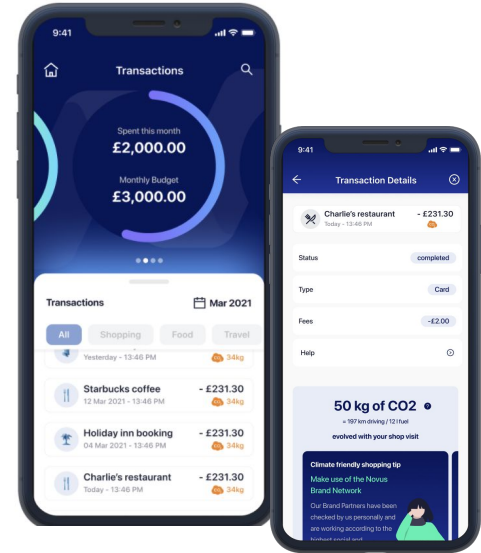 9:41
Transactions
Spent this month
£2,000.00
Monthly Budget
£3,000.00
Transactions
Mar 2021
All
Shopping
Food
Travel
Yesterday - 13:46 PM
34kg
Starbucks coffee
- £231.30
12 Mar 2021 - 13:46 PM
34kg
Holiday inn booking
- £231.30
04 Mar 2021 - 13:46 PM
34kg
Charlie's restaurant
- £231.30
Today - 13:46 PM
34kg
9:41
Transaction Details
Charlie's restaurant
- £231.30
Today - 13:46 PM
Status
completed
Type
Card
Fees
-£2.00
Help
50 kg of CO2 ?
= 197 km driving / 12 l fuel
evolved with your shop visit
Climate friendly shopping tip
Make use of the Novus
Brand Network
Our Brand Partners have been
checked by us personally and
are working according to the
highest social and